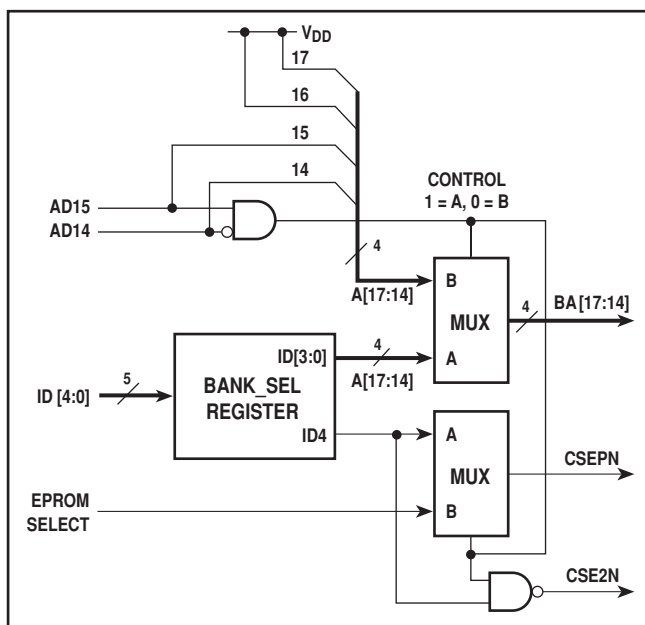 VDD
17
16
15
14
AD15
AD14
CONTROL
1 = A, 0 = B
4
A[17:14]
B
MUX
A
4
BA[17:14]
ID[3:0]
4
A[17:14]
ID [4:0]
5
BANK_SEL
REGISTER
ID4
A
MUX
B
CSEPN
EPROM
SELECT
CSE2N